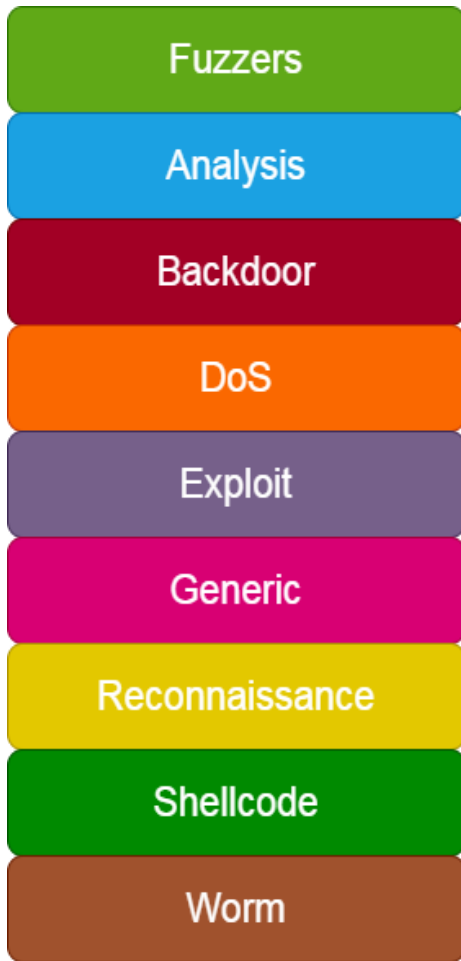 Fuzzers
Analysis
Backdoor
DoS
Exploit
Generic
Reconnaissance
Shellcode
Worm